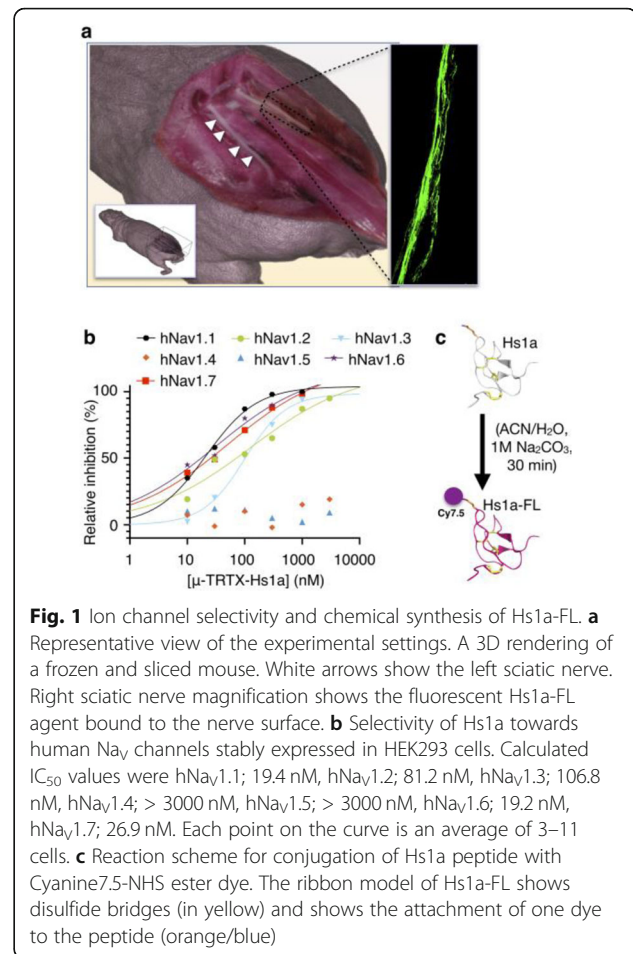 a
b
hNav1.1 hNav1.2 hNav1.3
hNav1.4 hNav1.5 hNav1.6
hNav1.7
Relative inhibition (%)
100
50
0
1 10 100 1000 10000
[μ-TRTX-Hs1a] (nM)
c
Hs1a
(ACN/H₂O,
1M Na₂CO₃,
30 min)
Hs1a-FL
Cy7.5
Fig. 1 Ion channel selectivity and chemical synthesis of Hs1a-FL. a
Representative view of the experimental settings. A 3D rendering of
a frozen and sliced mouse. White arrows show the left sciatic nerve.
Right sciatic nerve magnification shows the fluorescent Hs1a-FL
agent bound to the nerve surface. b Selectivity of Hs1a towards
human Naᵥ channels stably expressed in HEK293 cells. Calculated
IC₅₀ values were hNaᵥ1.1; 19.4 nM, hNaᵥ1.2; 81.2 nM, hNaᵥ1.3; 106.8
nM, hNaᵥ1.4; > 3000 nM, hNaᵥ1.5; > 3000 nM, hNaᵥ1.6; 19.2 nM,
hNaᵥ1.7; 26.9 nM. Each point on the curve is an average of 3–11
cells. c Reaction scheme for conjugation of Hs1a peptide with
Cyanine7.5-NHS ester dye. The ribbon model of Hs1a-FL shows
disulfide bridges (in yellow) and shows the attachment of one dye
to the peptide (orange/blue)